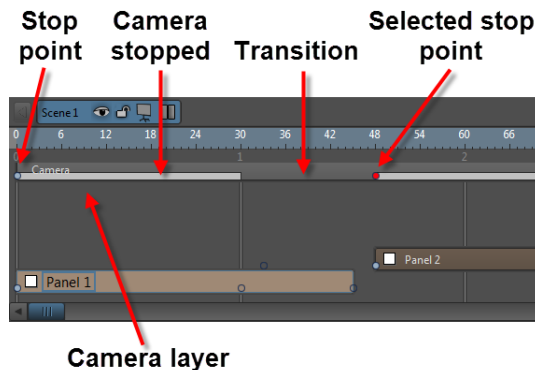 Stop point
Camera stopped
Transition
Selected stop point
Scene 1
0 6 12 18 24 30 36 42 48 54 60 66
0 1 2
Camera
Panel 2
Panel 1
Camera layer